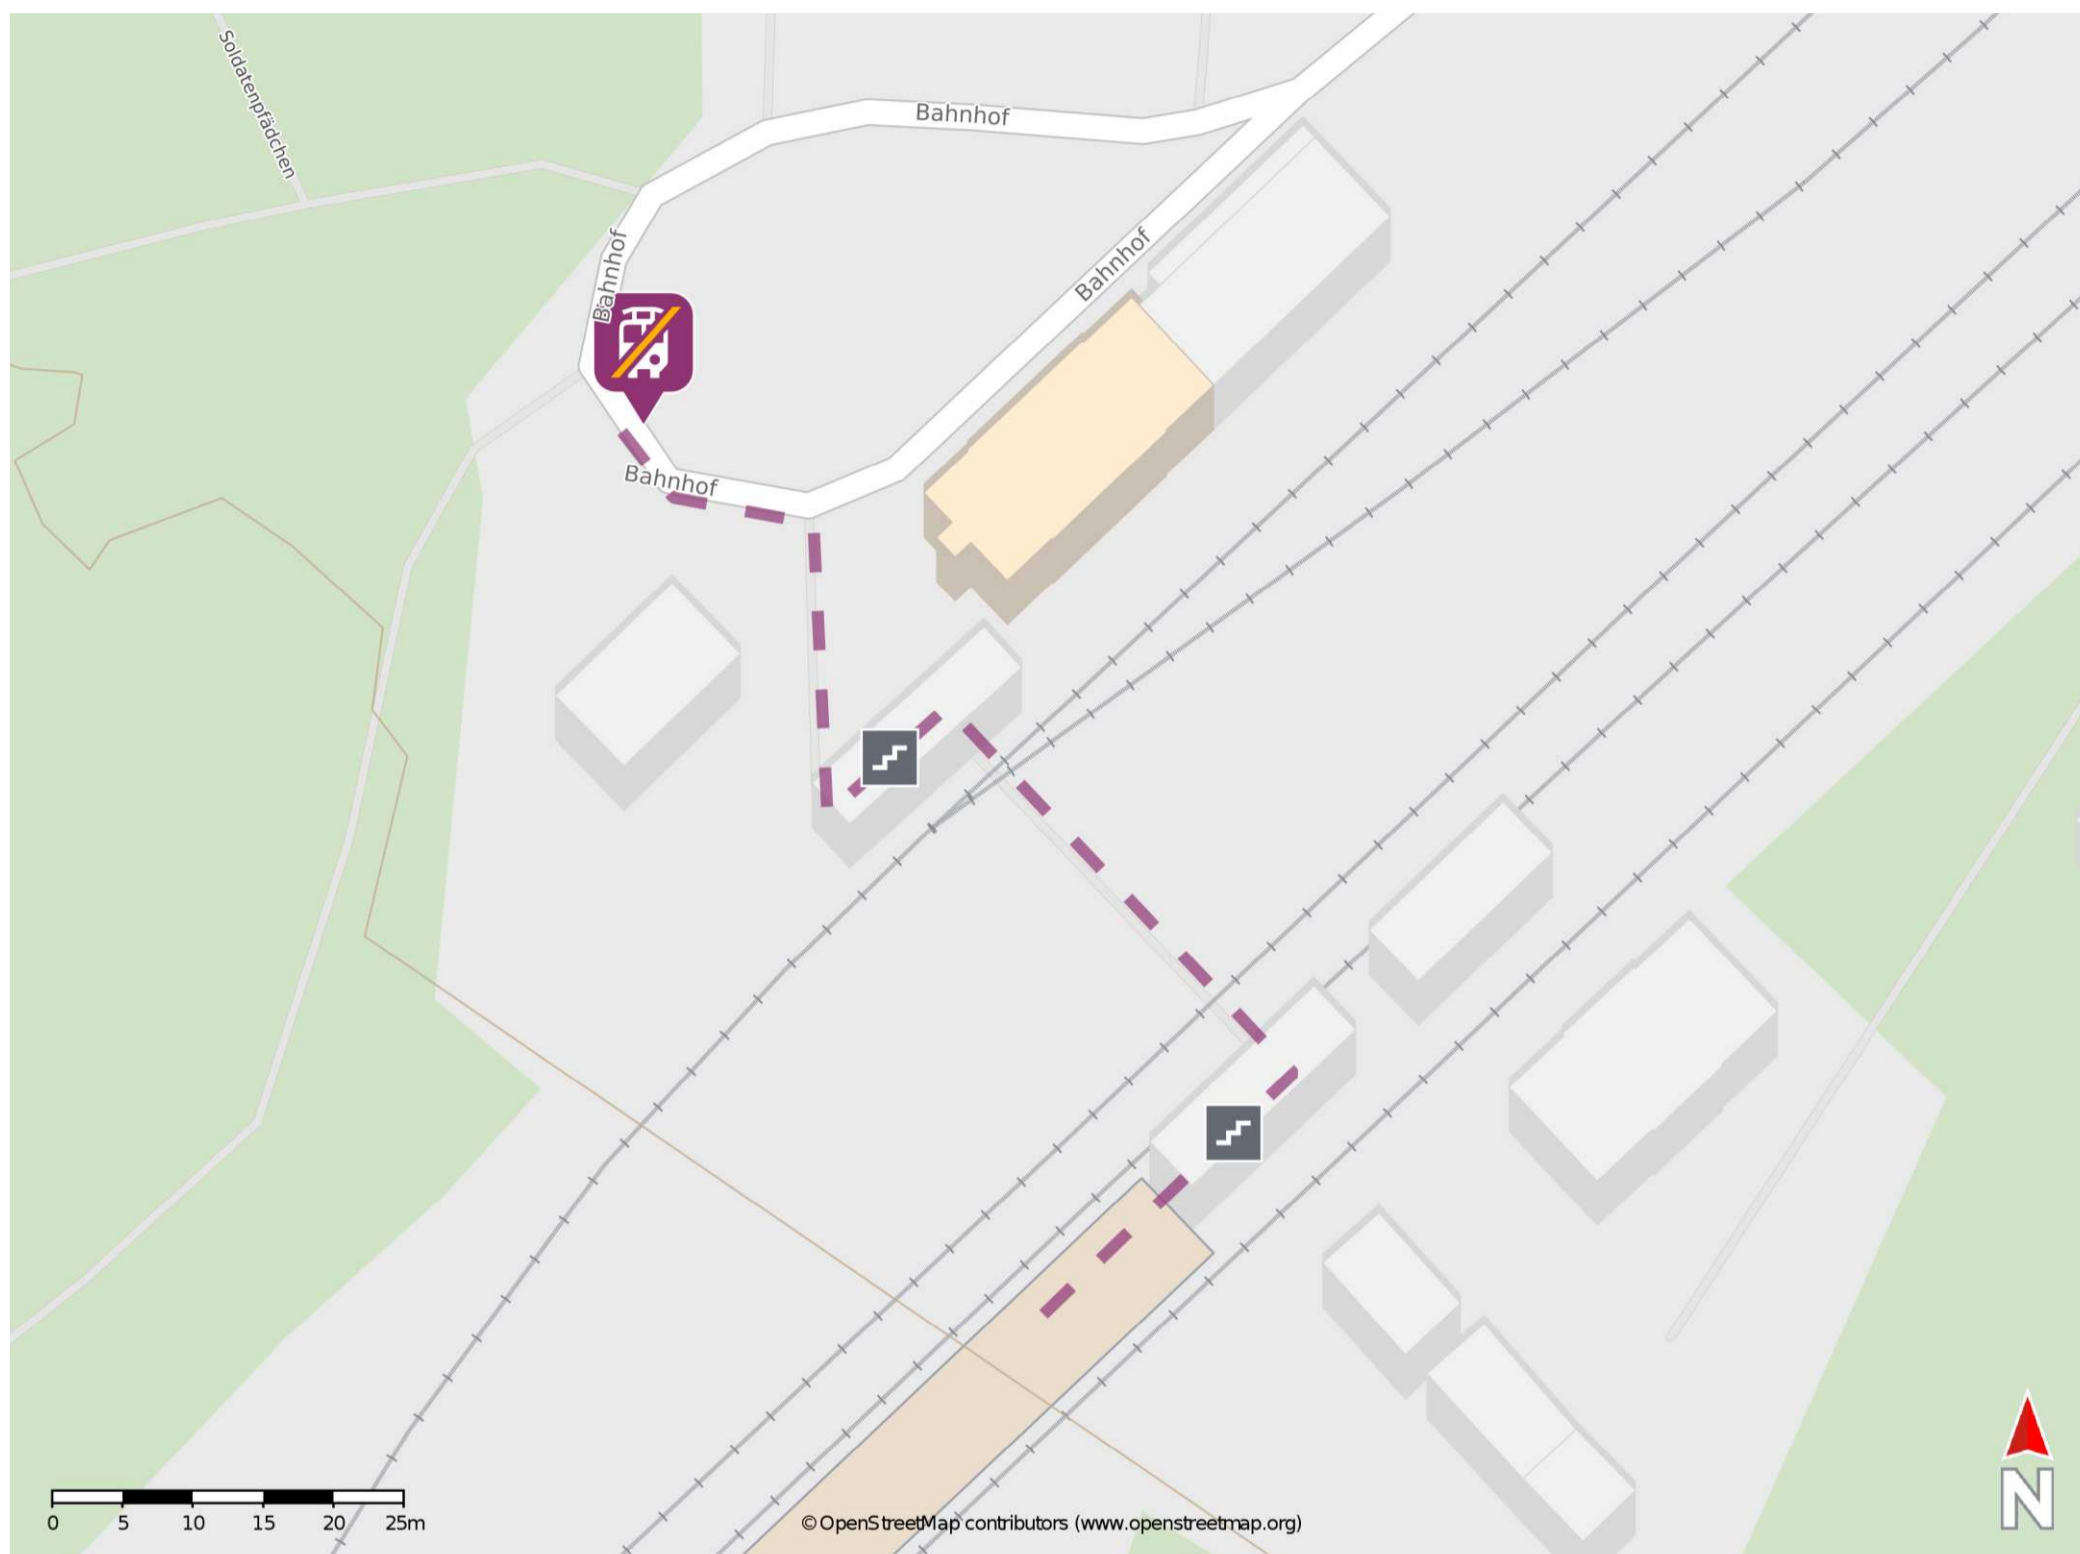 Soldatenpfädchen
Bahnhof
Bahnhof
Bahnhof
Bahnhof
0 5 10 15 20 25m
© OpenStreetMap contributors (www.openstreetmap.org)
N